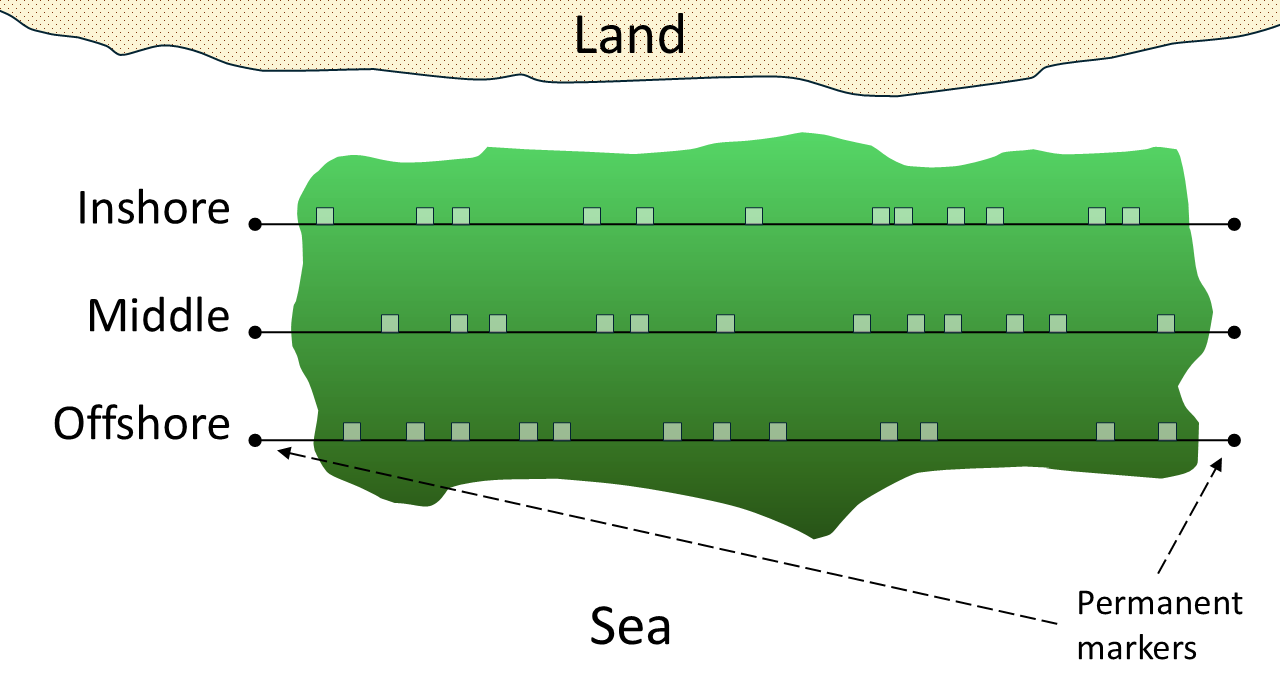 Land
Inshore
Middle
Offshore
Permanent
markers
Sea